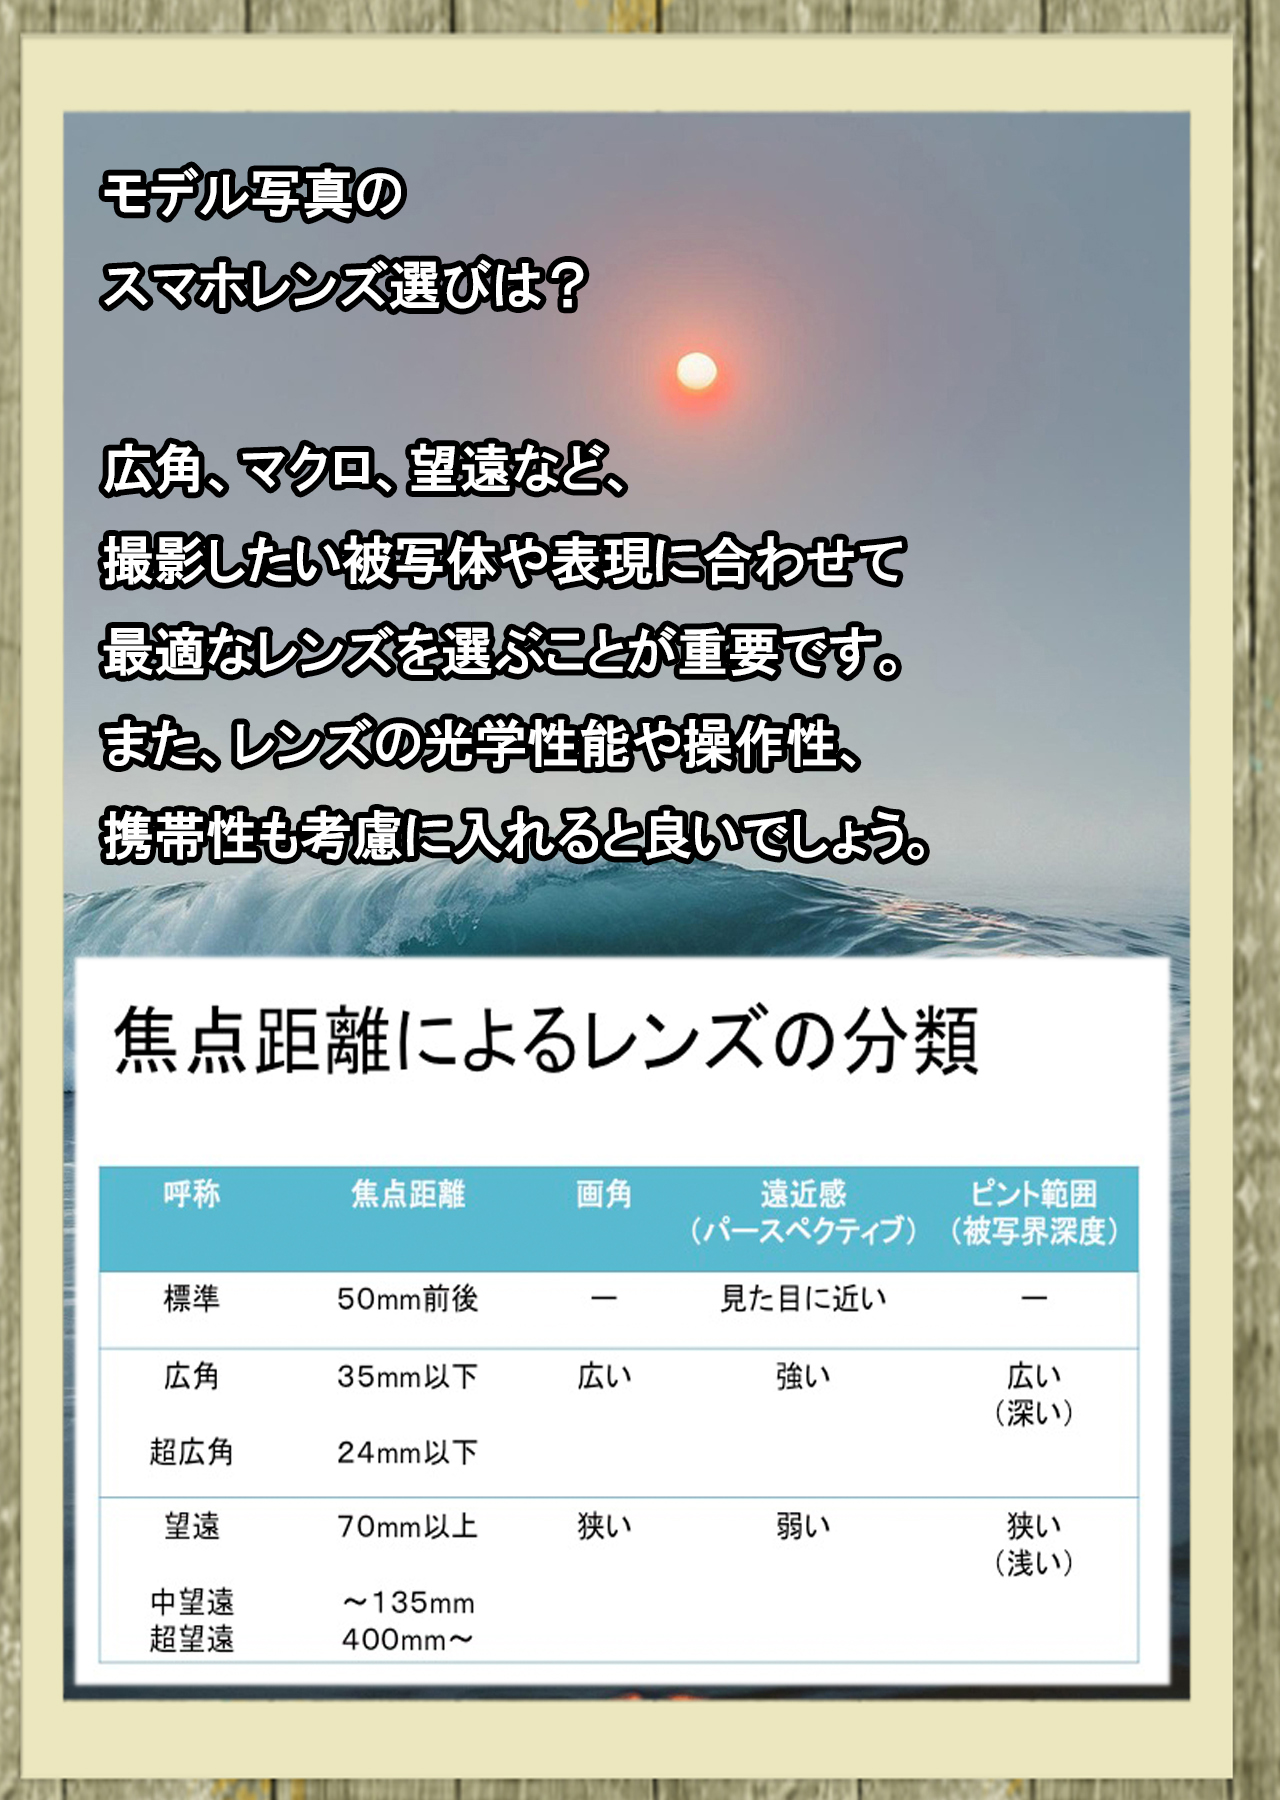 モデル写真の
スマホレンズ選びは？
広角、マクロ、望遠など、
撮影したい被写体や表現に合わせて
最適なレンズを選ぶことが重要です。
また、レンズの光学性能や操作性、
携帯性も考慮に入れると良いでしょう。
焦点距離によるレンズの分類
呼称 焦点距離 画角 遠近感 ピント範囲
（パースペクティブ） （被写界深度）
標準 50mm前後 ー 見た目に近い ー
広角 35mm以下 広い 強い 広い
（深い）
超広角 24mm以下
望遠 70mm以上 狭い 弱い 狭い
（浅い）
中望遠 ～135mm
超望遠 400mm～